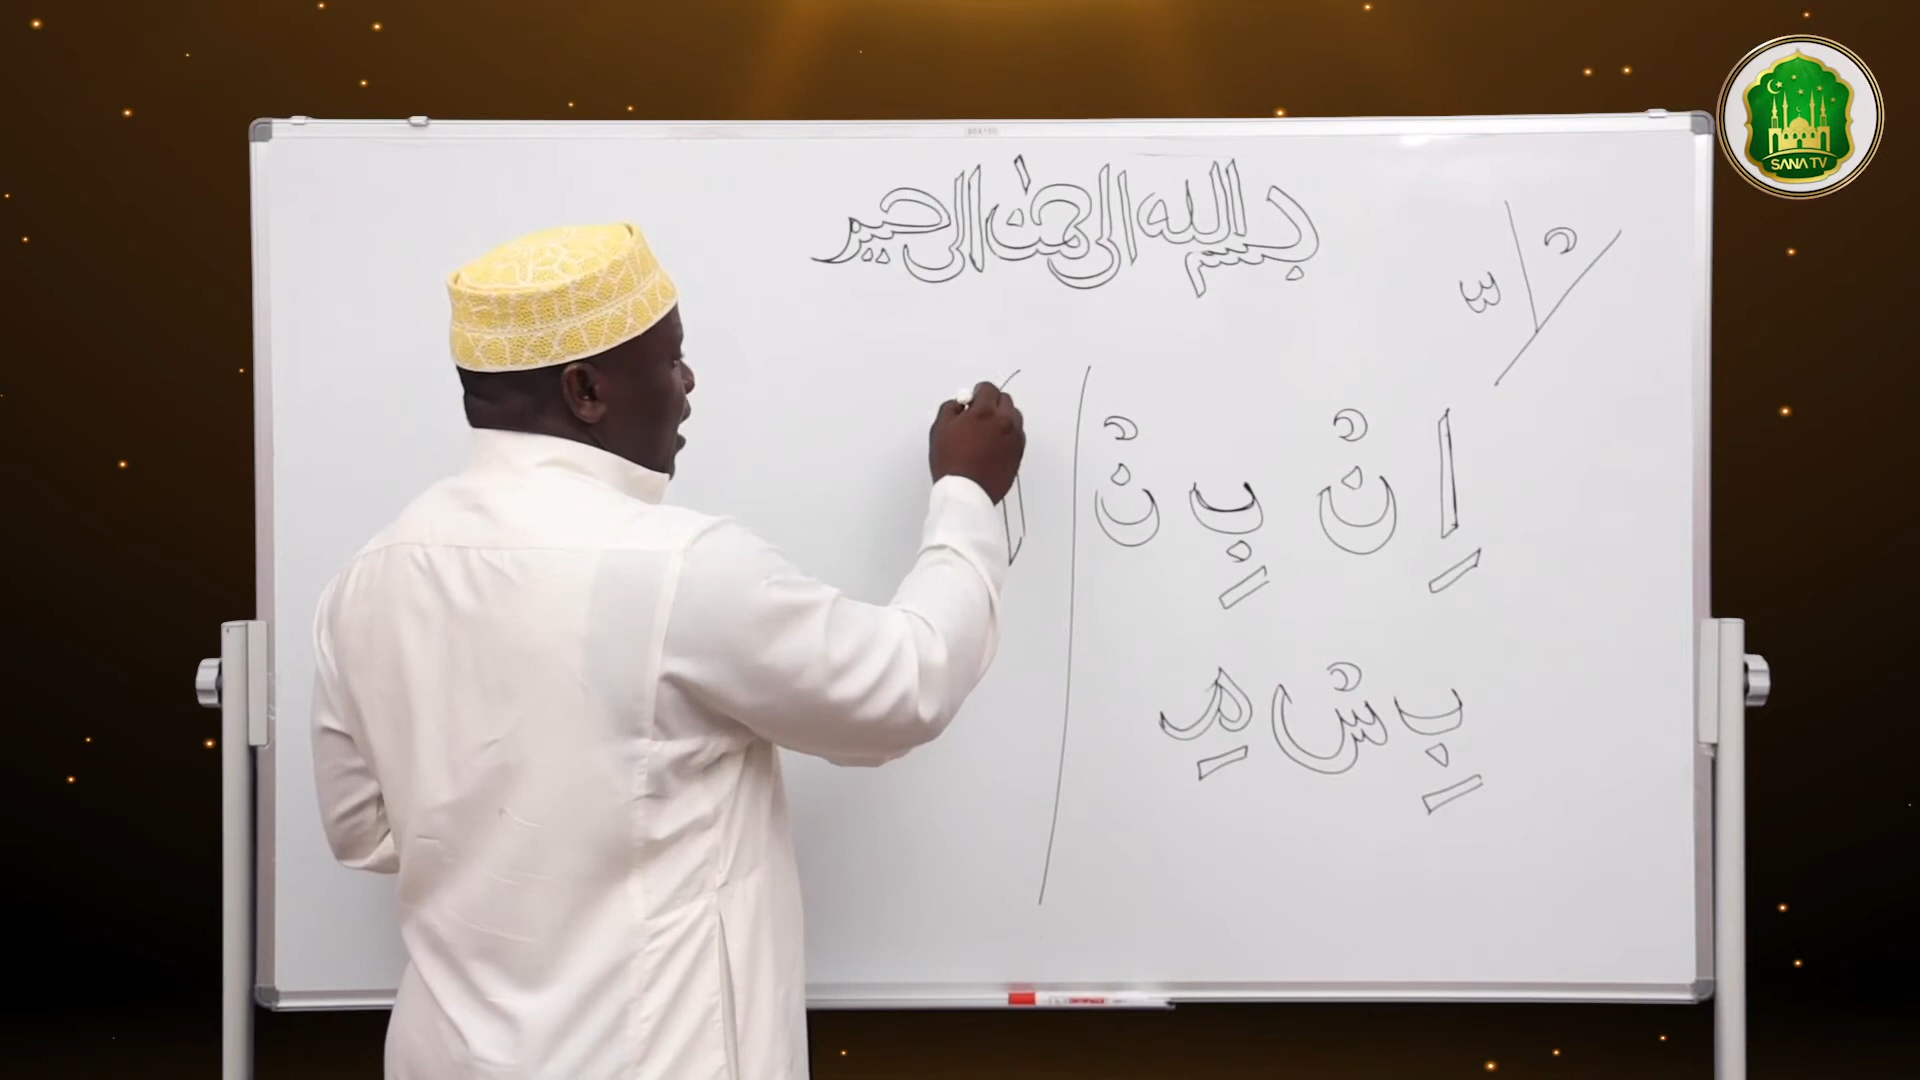 بسم الله الرحمن الرحيم
SANA TV
اِنْ بِنْ
بِ سْ مِ